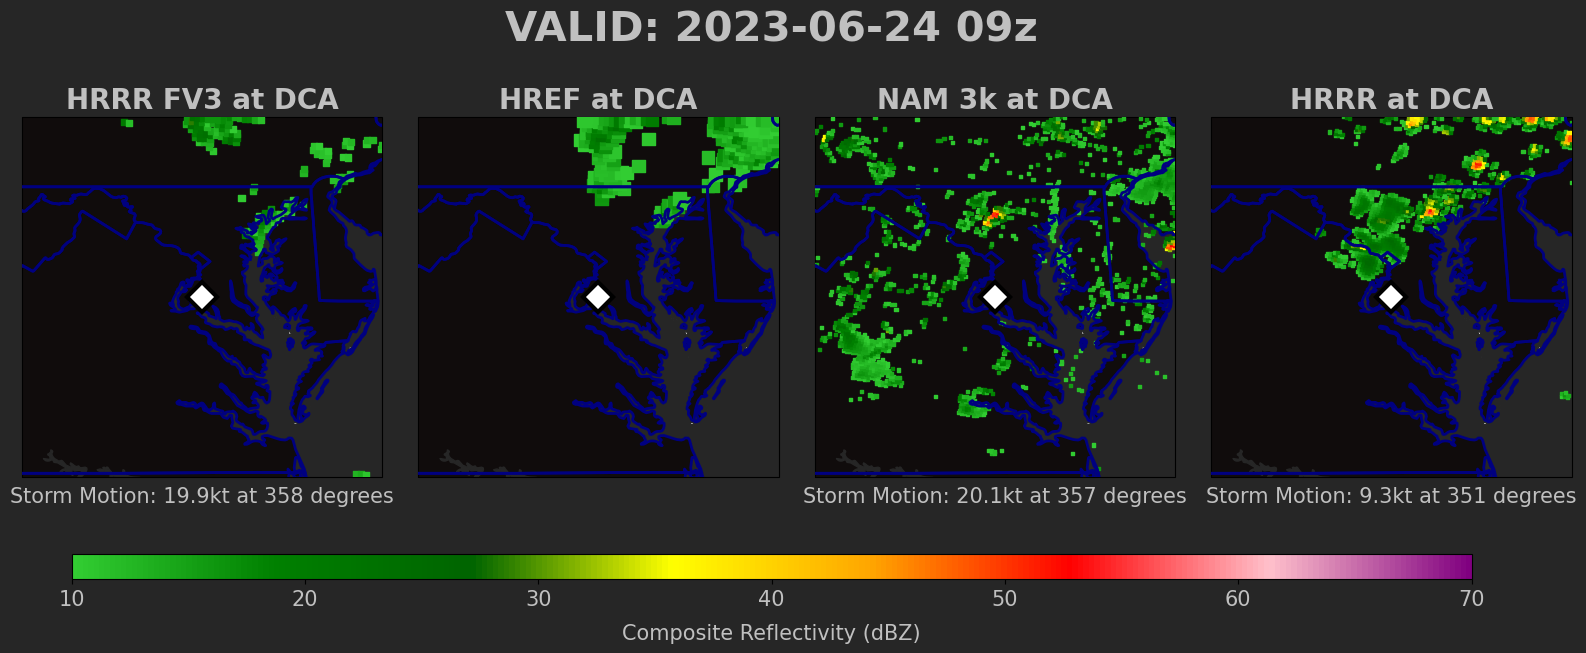 VALID: 2023-06-24 09z
HRRR FV3 at DCA
HREF at DCA
NAM 3k at DCA
HRRR at DCA
Storm Motion: 19.9kt at 358 degrees
Storm Motion: 20.1kt at 357 degrees
Storm Motion: 9.3kt at 351 degrees
10 20 30 40 50 60 70
Composite Reflectivity (dBZ)